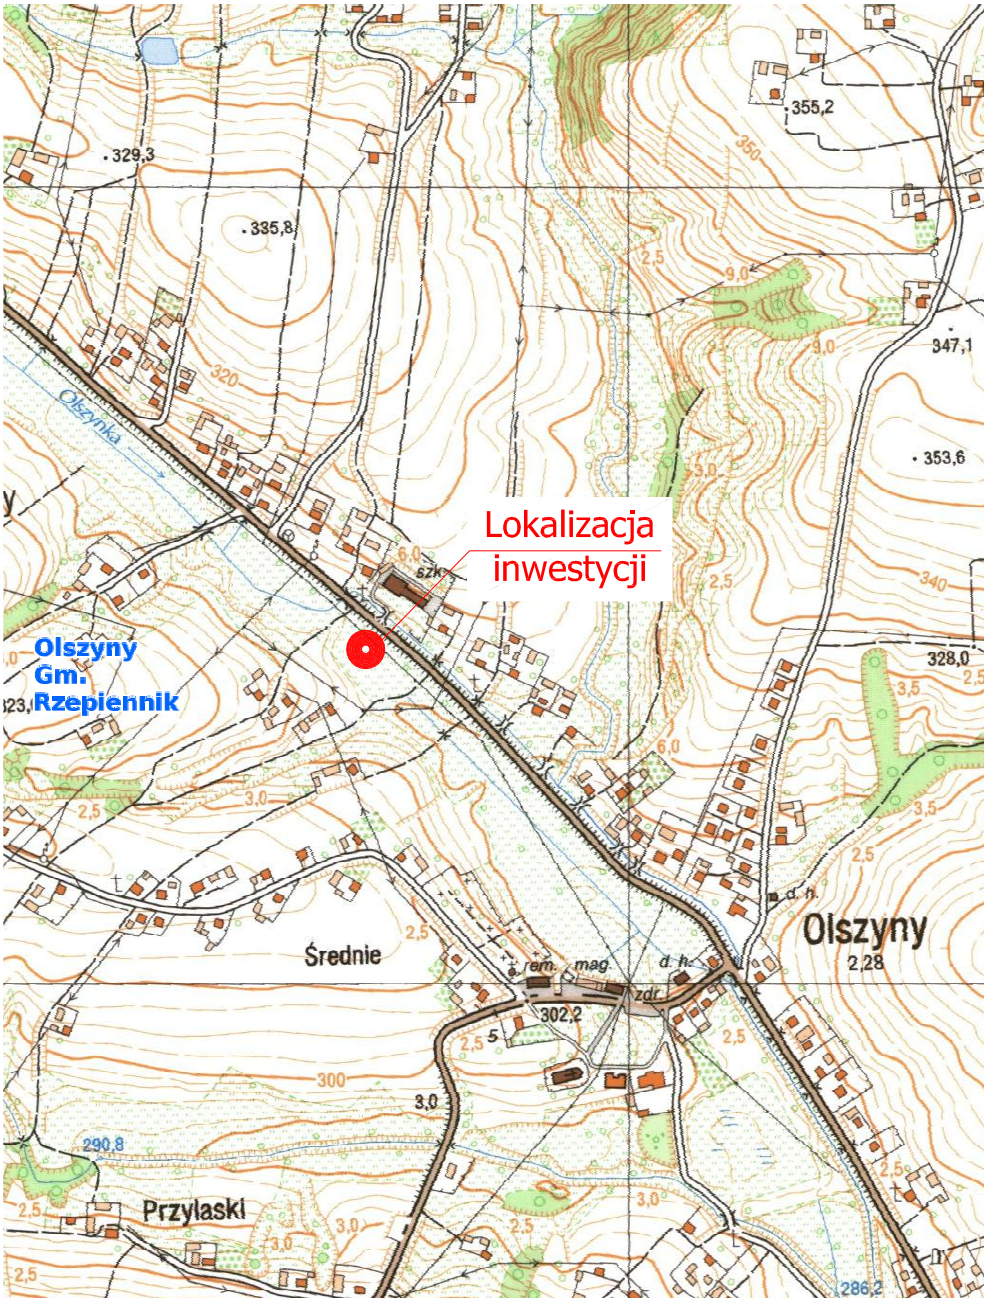 355,2
329,3
350
335,8
2,5
9,0
347,1
9,0
320
Olszynka
353,6
3,0
y
Lokalizacja
inwestycji
6,0
szk.
2,5
340
Olszyny
Gm.
Rzepiennik
,0
328,0
2,5
3,5
323,
6,0
2,5
3,0
3,5
2,5
d. h.
Olszyny
2,28
2,5
Średnie
rem.
mag.
d. h.
zdr.
302,2
2,5
5
2,5
300
3,0
290,8
2,5
3,0
Przylaski
2,5
3,0
2,5
3,0
2,5
286,2